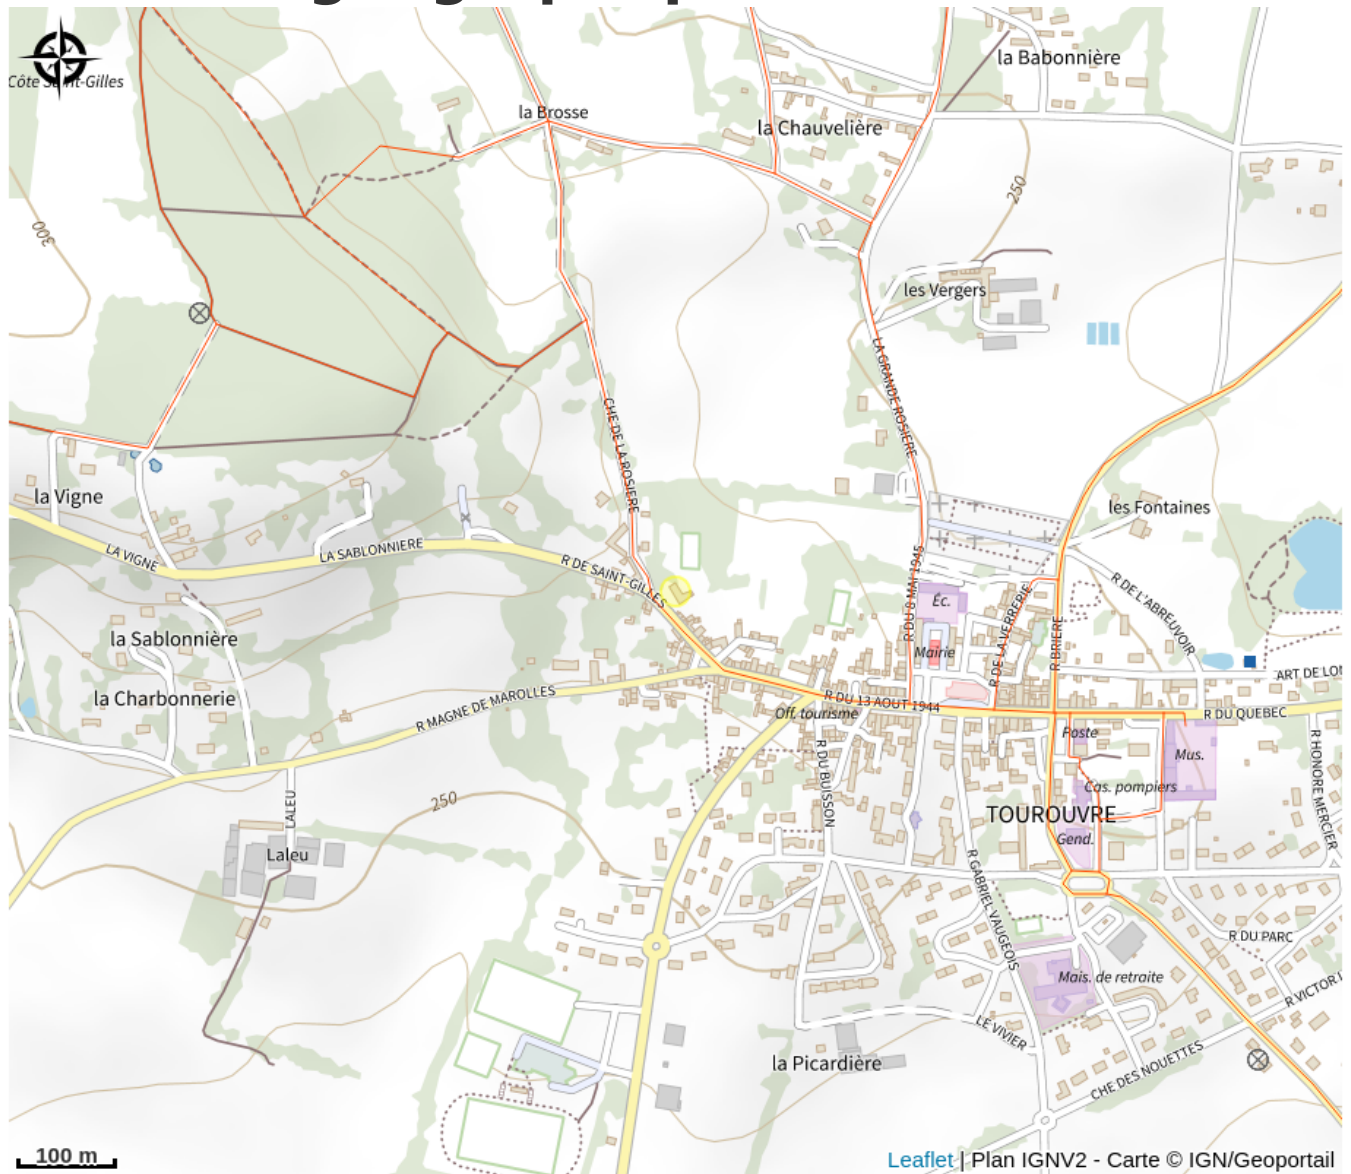 la Babonnière
Côte Saint-Gilles
la Brosse
la Chauvelière
250
300
les Vergers
LA GRANDE ROSIERE
CHE DE LA ROSIERE
la Vigne
les Fontaines
LA VIGNE
LA SABLONNIERE
R DE SAINT-GILLES
R DU 8 MAI 1945
R DE L'ABREUVOIR
Éc.
R DE LA VERRERIE
R BRIERE
la Sablonnière
Mairie
ART DE LON
la Charbonnerie
R MAGNE DE MAROLLES
R DU 13 AOUT 1944
Off. tourisme
R DU QUEBEC
Poste
Mus.
R DU BUISSON
R HONORE MERCIER
Cas. pompiers
250
LALEU
TOUROUVRE
Gend.
Laleu
R GABRIEL VAUGEOIS
R DU PARC
Mais. de retraite
R VICTOR
LE VIVIER
la Picardière
CHE DES NOUETTES
100 m
Leaflet | Plan IGNV2 - Carte © IGN/Geoportail